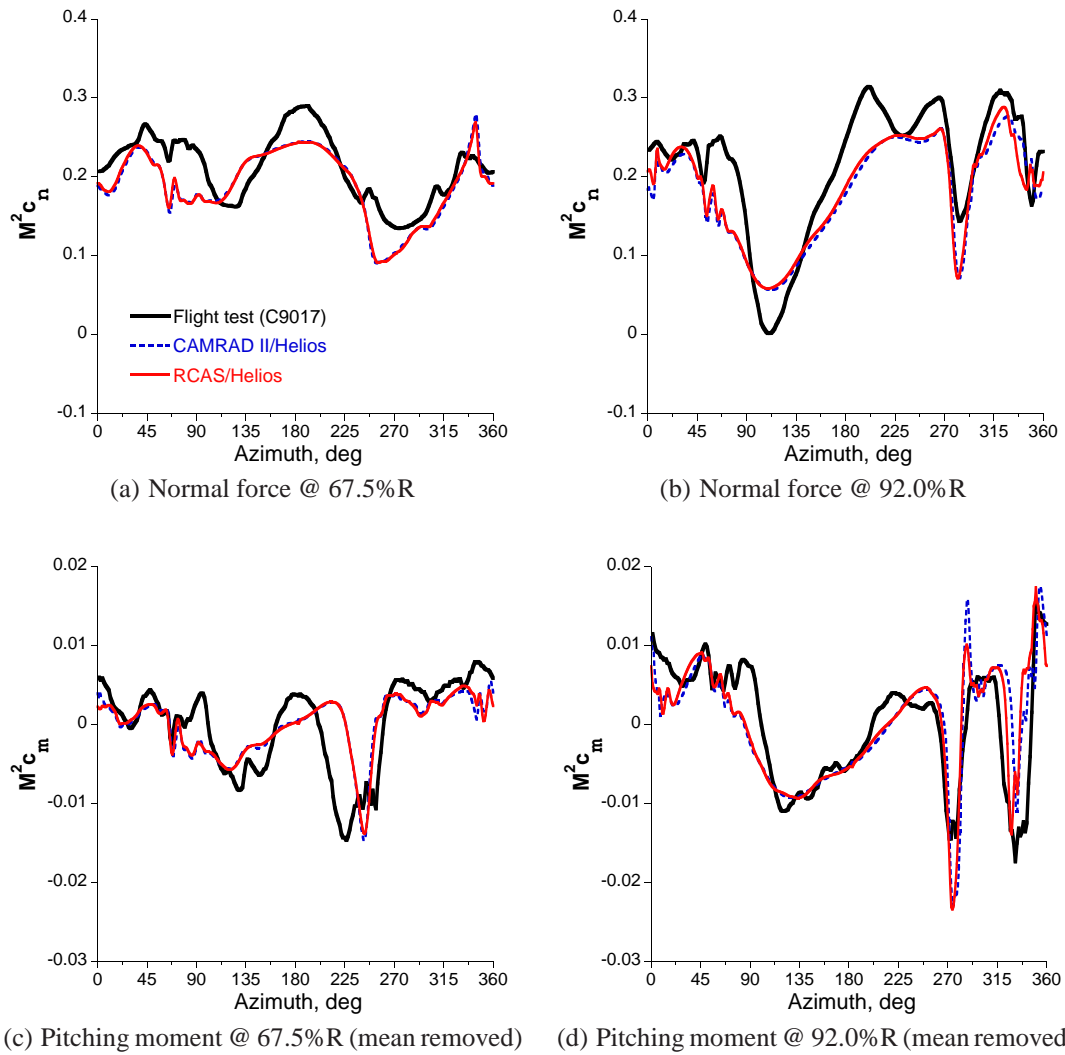 0.4
0.3
0.2
0.1
0
-0.1
M²cₙ
Flight test (C9017)
CAMRAD II/Helios
RCAS/Helios
0 45 90 135 180 225 270 315 360
Azimuth, deg
(a) Normal force @ 67.5%R
0.4
0.3
0.2
0.1
0
-0.1
M²cₙ
0 45 90 135 180 225 270 315 360
Azimuth, deg
(b) Normal force @ 92.0%R
0.02
0.01
0
-0.01
-0.02
-0.03
M²cₘ
0 45 90 135 180 225 270 315 360
Azimuth, deg
(c) Pitching moment @ 67.5%R (mean removed)
0.02
0.01
0
-0.01
-0.02
-0.03
M²cₘ
0 45 90 135 180 225 270 315 360
Azimuth, deg
(d) Pitching moment @ 92.0%R (mean removed